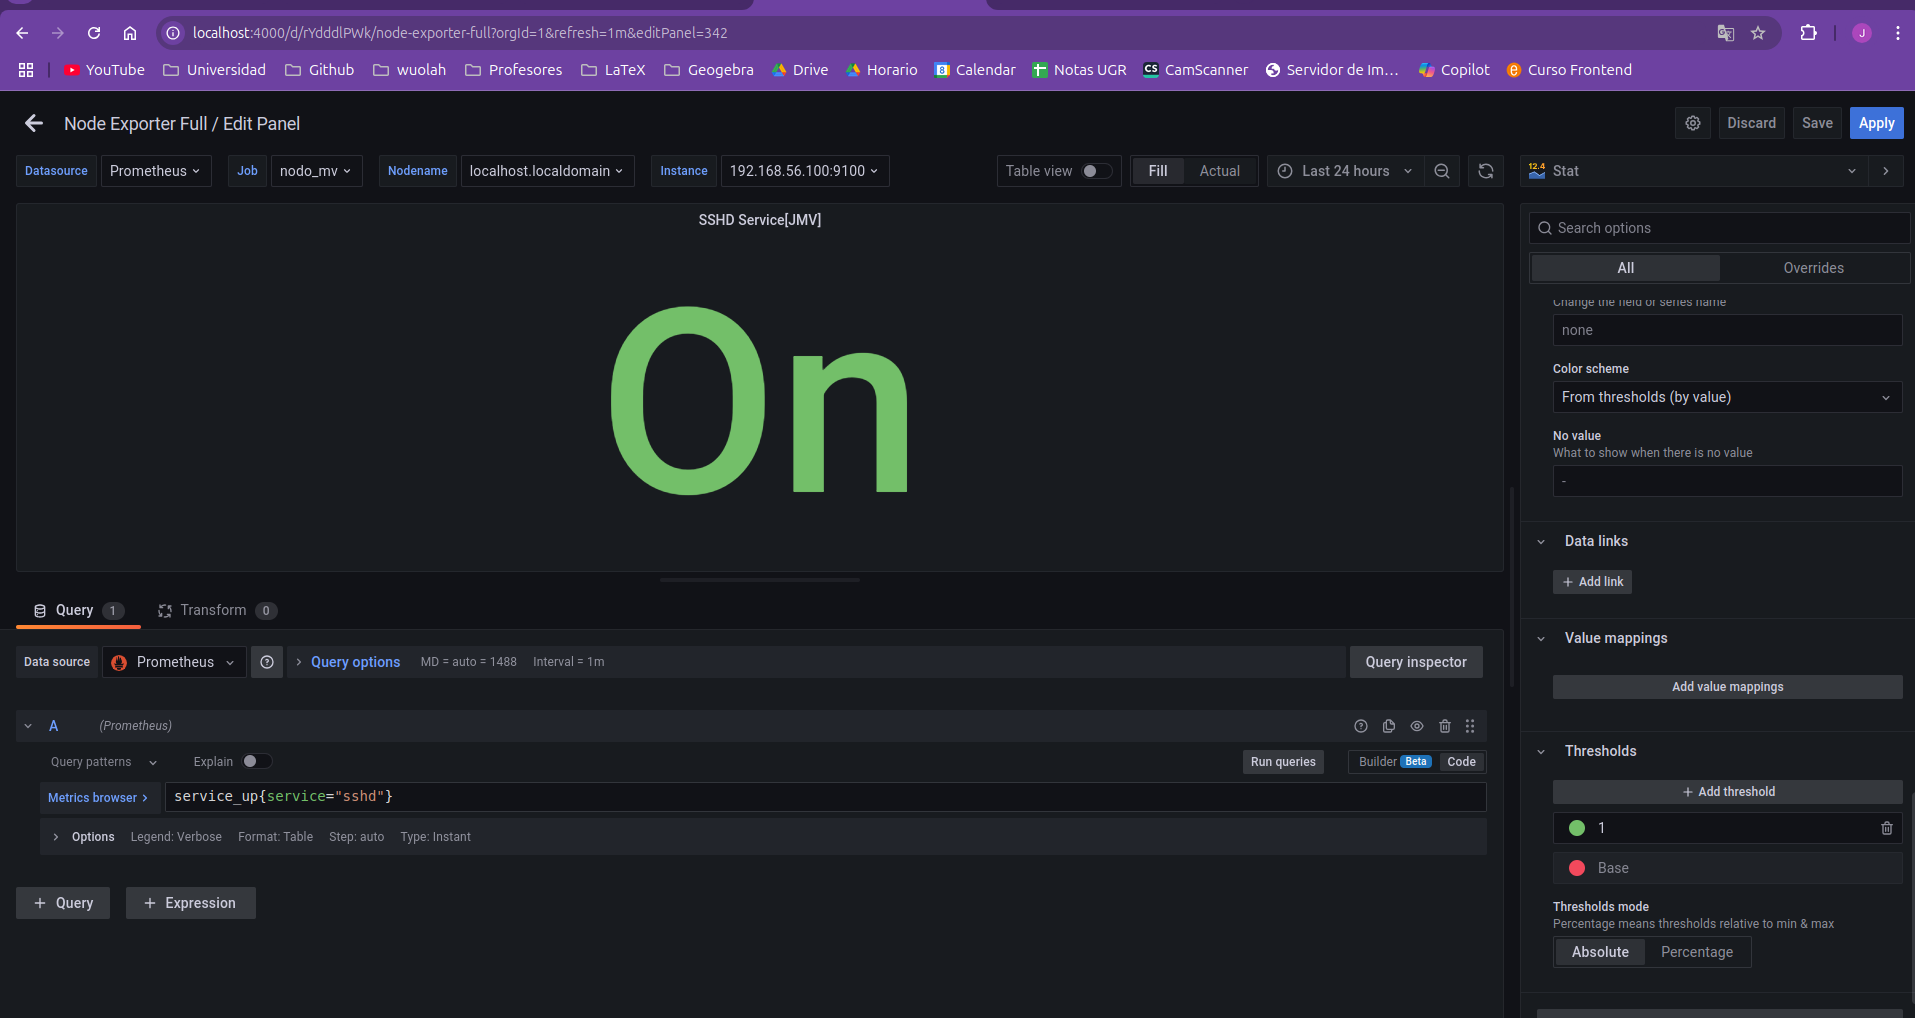 localhost:4000/d/rYdddlPWk/node-exporter-full?orgId=1&refresh=1m&editPanel=342
J
YouTube Universidad Github wuolah Profesores LaTeX Geogebra Drive Horario Calendar Notas UGR CamScanner Servidor de Im... Copilot Curso Frontend
Node Exporter Full / Edit Panel
Discard Save Apply
Datasource Prometheus Job node_mv Nodename localhost.localdomain Instance 192.168.56.100:9100 Table view Fill Actual Last 24 hours
12.4 Stat
SSHD Service[JMV]
On
Search options
All Overrides
Change the field or series name
none
Color scheme
From thresholds (by value)
No value
What to show when there is no value
-
Data links
+ Add link
Value mappings
Add value mappings
Thresholds
+ Add threshold
1
Base
Thresholds mode
Percentage means thresholds relative to min & max
Absolute Percentage
Query 1 Transform 0
Data source Prometheus > Query options MD = auto = 1488 Interval = 1m Query inspector
A (Prometheus)
Query patterns Explain Run queries Builder Beta Code
Metrics browser > service_up{service="sshd"}
> Options Legend: Verbose Format: Table Step: auto Type: Instant
+ Query + Expression